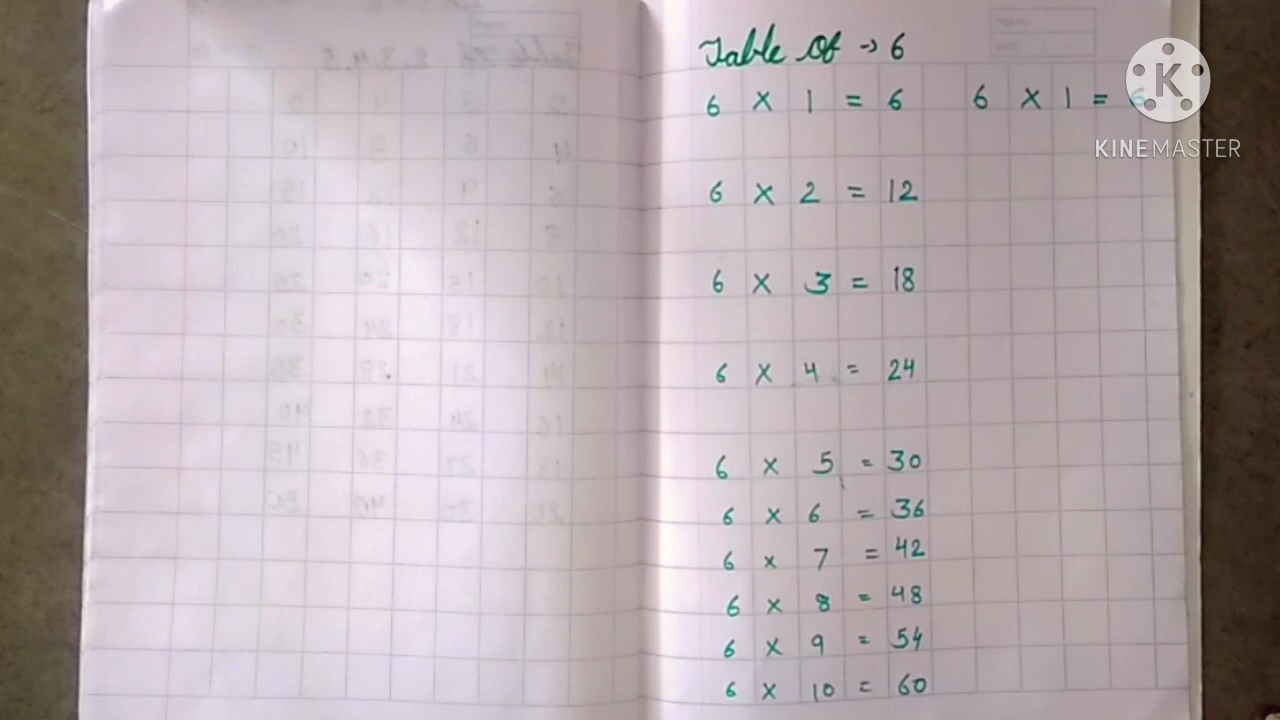 Table Of → 6
6 × 1 = 6 6 × 1 = 6
K
KINEMASTER
6 × 2 = 12
6 × 3 = 18
6 × 4 = 24
6 × 5 = 30
6 × 6 = 36
6 × 7 = 42
6 × 8 = 48
6 × 9 = 54
6 × 10 = 60